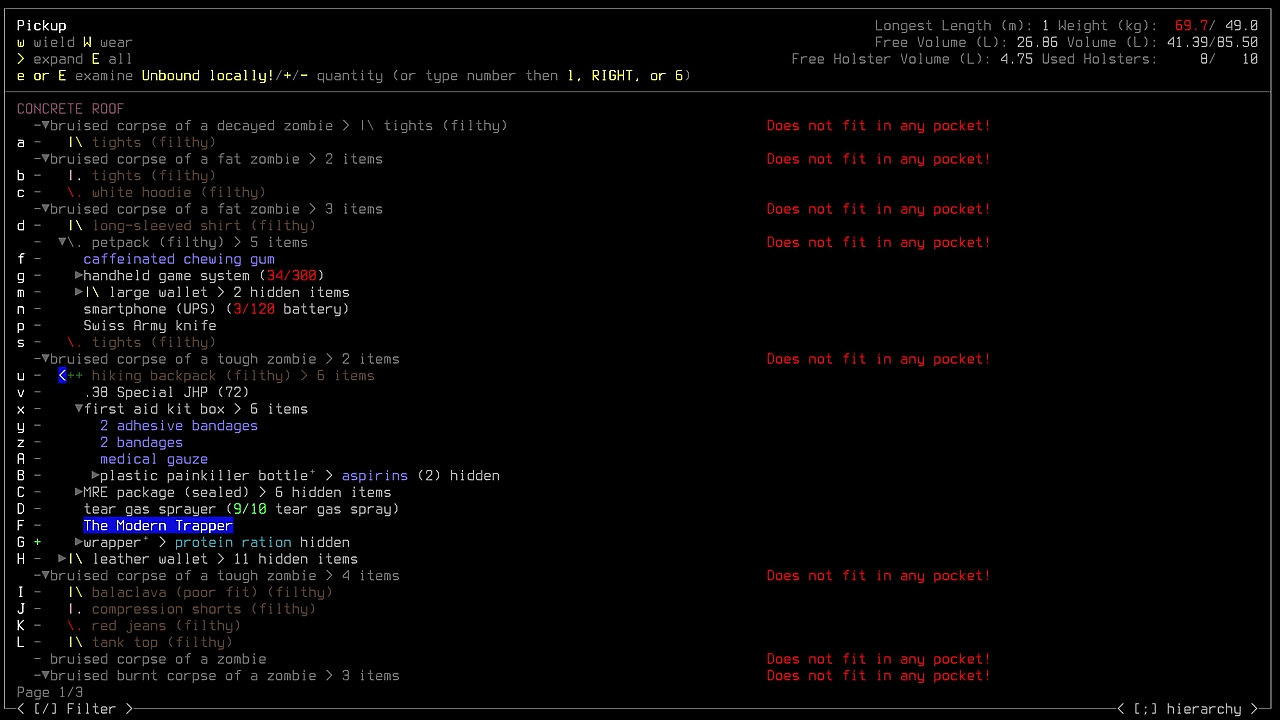 Pickup
Longest Length (m): 1 Weight (kg): 69.7/ 49.0
w wield W wear
Free Volume (L): 26.86 Volume (L): 41.39/85.50
> expand E all
Free Holster Volume (L): 4.75 Used Holsters: 8/ 10
e or E examine Unbound locally!/+/- quantity (or type number then l, RIGHT, or 6)
CONCRETE ROOF
-▼bruised corpse of a decayed zombie > |\ tights (filthy) Does not fit in any pocket!
a - |\ tights (filthy)
-▼bruised corpse of a fat zombie > 2 items Does not fit in any pocket!
b - |. tights (filthy)
c - \. white hoodie (filthy)
-▼bruised corpse of a fat zombie > 3 items Does not fit in any pocket!
d - |\ long-sleeved shirt (filthy)
- ▼\. petpack (filthy) > 5 items Does not fit in any pocket!
f - caffeinated chewing gum
g - ▶handheld game system (34/300)
m - ▶|\ large wallet > 2 hidden items
n - smartphone (UPS) (3/120 battery)
p - Swiss Army knife
s - \. tights (filthy)
-▼bruised corpse of a tough zombie > 2 items Does not fit in any pocket!
u - <++ hiking backpack (filthy) > 6 items
v - .38 Special JHP (72)
x - ▼first aid kit box > 6 items
y - 2 adhesive bandages
z - 2 bandages
A - medical gauze
B - ▶plastic painkiller bottle⁺ > aspirins (2) hidden
C - ▶MRE package (sealed) > 6 hidden items
D - tear gas sprayer (9/10 tear gas spray)
F - The Modern Trapper
G + ▶wrapper⁺ > protein ration hidden
H - ▶|\ leather wallet > 11 hidden items
-▼bruised corpse of a tough zombie > 4 items Does not fit in any pocket!
I - |\ balaclava (poor fit) (filthy)
J - |. compression shorts (filthy)
K - \. red jeans (filthy)
L - |\ tank top (filthy)
- bruised corpse of a zombie Does not fit in any pocket!
-▼bruised burnt corpse of a zombie > 3 items Does not fit in any pocket!
Page 1/3
< [/] Filter >
< [;] hierarchy >